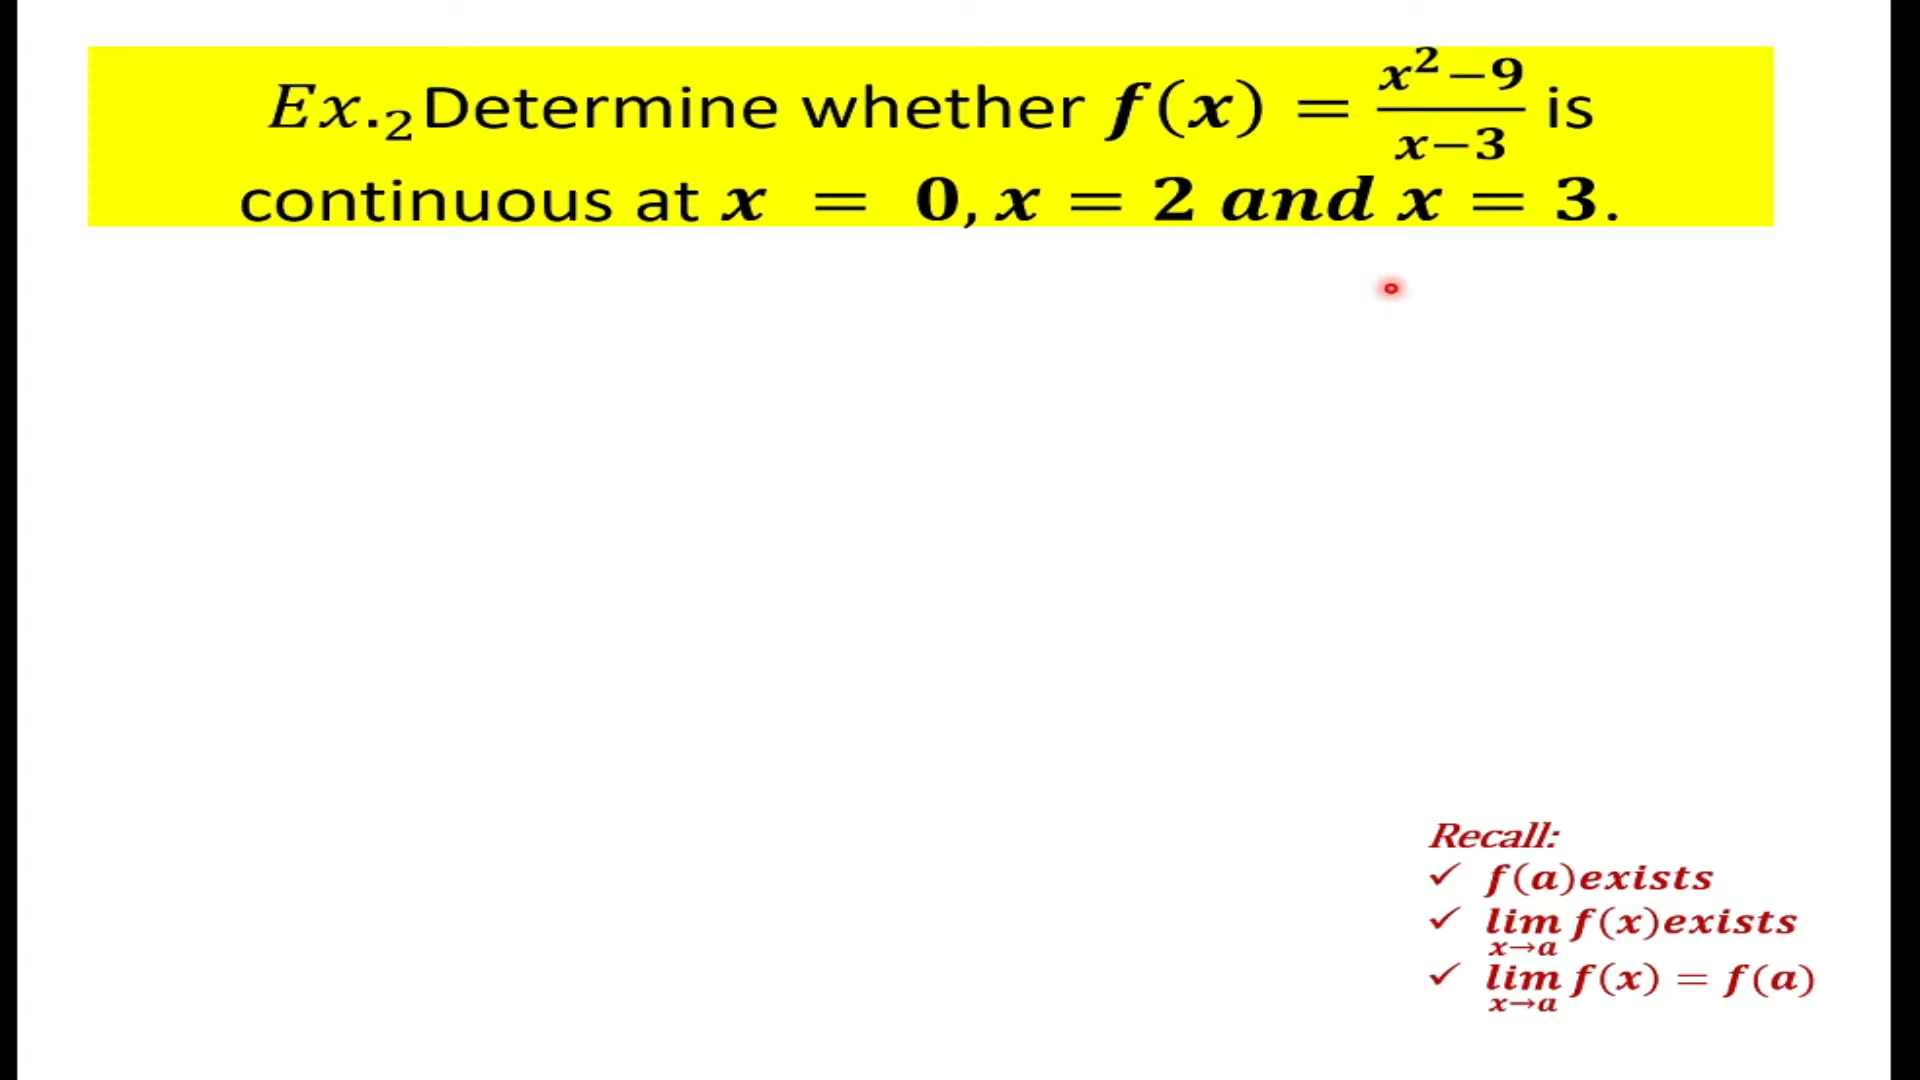 Ex.₂Determine whether f(x) = (x²−9)/(x−3) is
continuous at x = 0, x = 2 and x = 3.
Recall:
✓ f(a)exists
✓ lim x→a f(x)exists
✓ lim x→a f(x) = f(a)